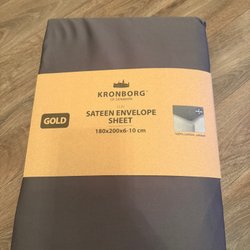 KRONBORG
OF DENMARK
SATEEN ENVELOPE
SHEET
180x200x6-10 cm
GOLD